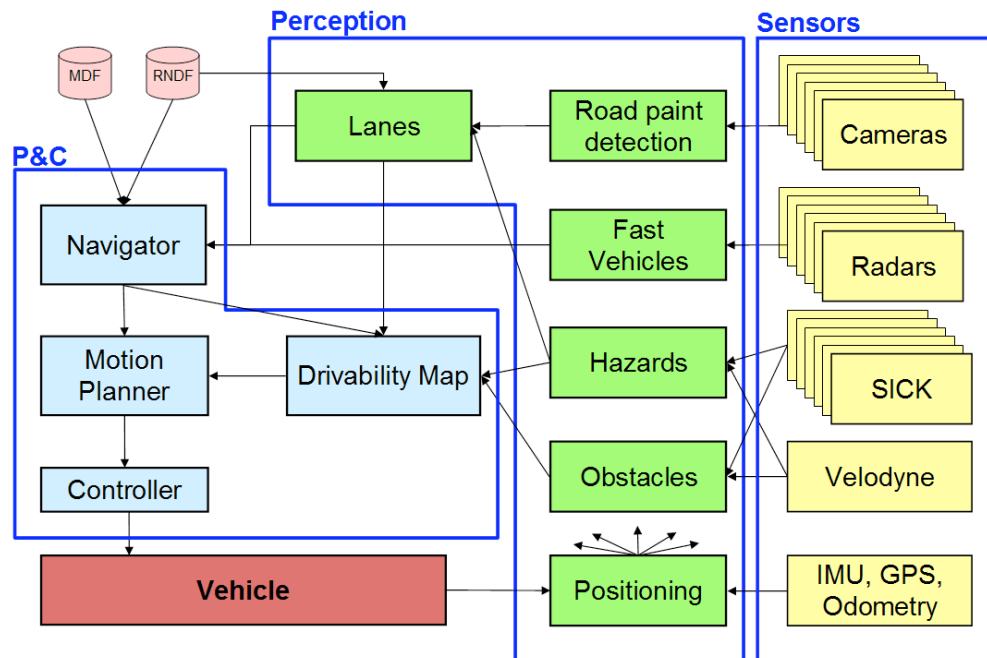 Perception
Sensors
MDF
RNDF
Lanes
Road paint
detection
Cameras
P&C
Navigator
Fast
Vehicles
Radars
Motion
Planner
Drivability Map
Hazards
SICK
Controller
Obstacles
Velodyne
Vehicle
Positioning
IMU, GPS,
Odometry